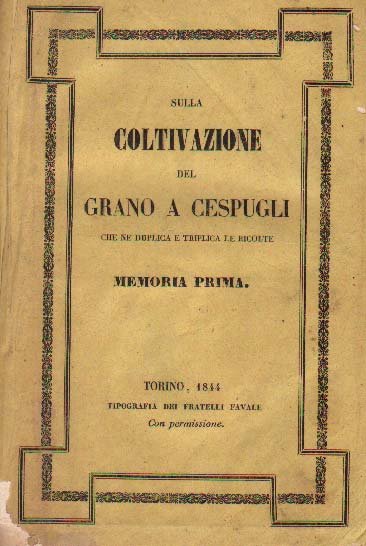 SULLA
COLTIVAZIONE
DEL
GRANO A CESPUGLI
CHE NE DUPLICA E TRIPLICA LE RICOLTE
MEMORIA PRIMA.
TORINO, 1844
TIPOGRAFIA DEI FRATELLI FAVALE
Con permissione.